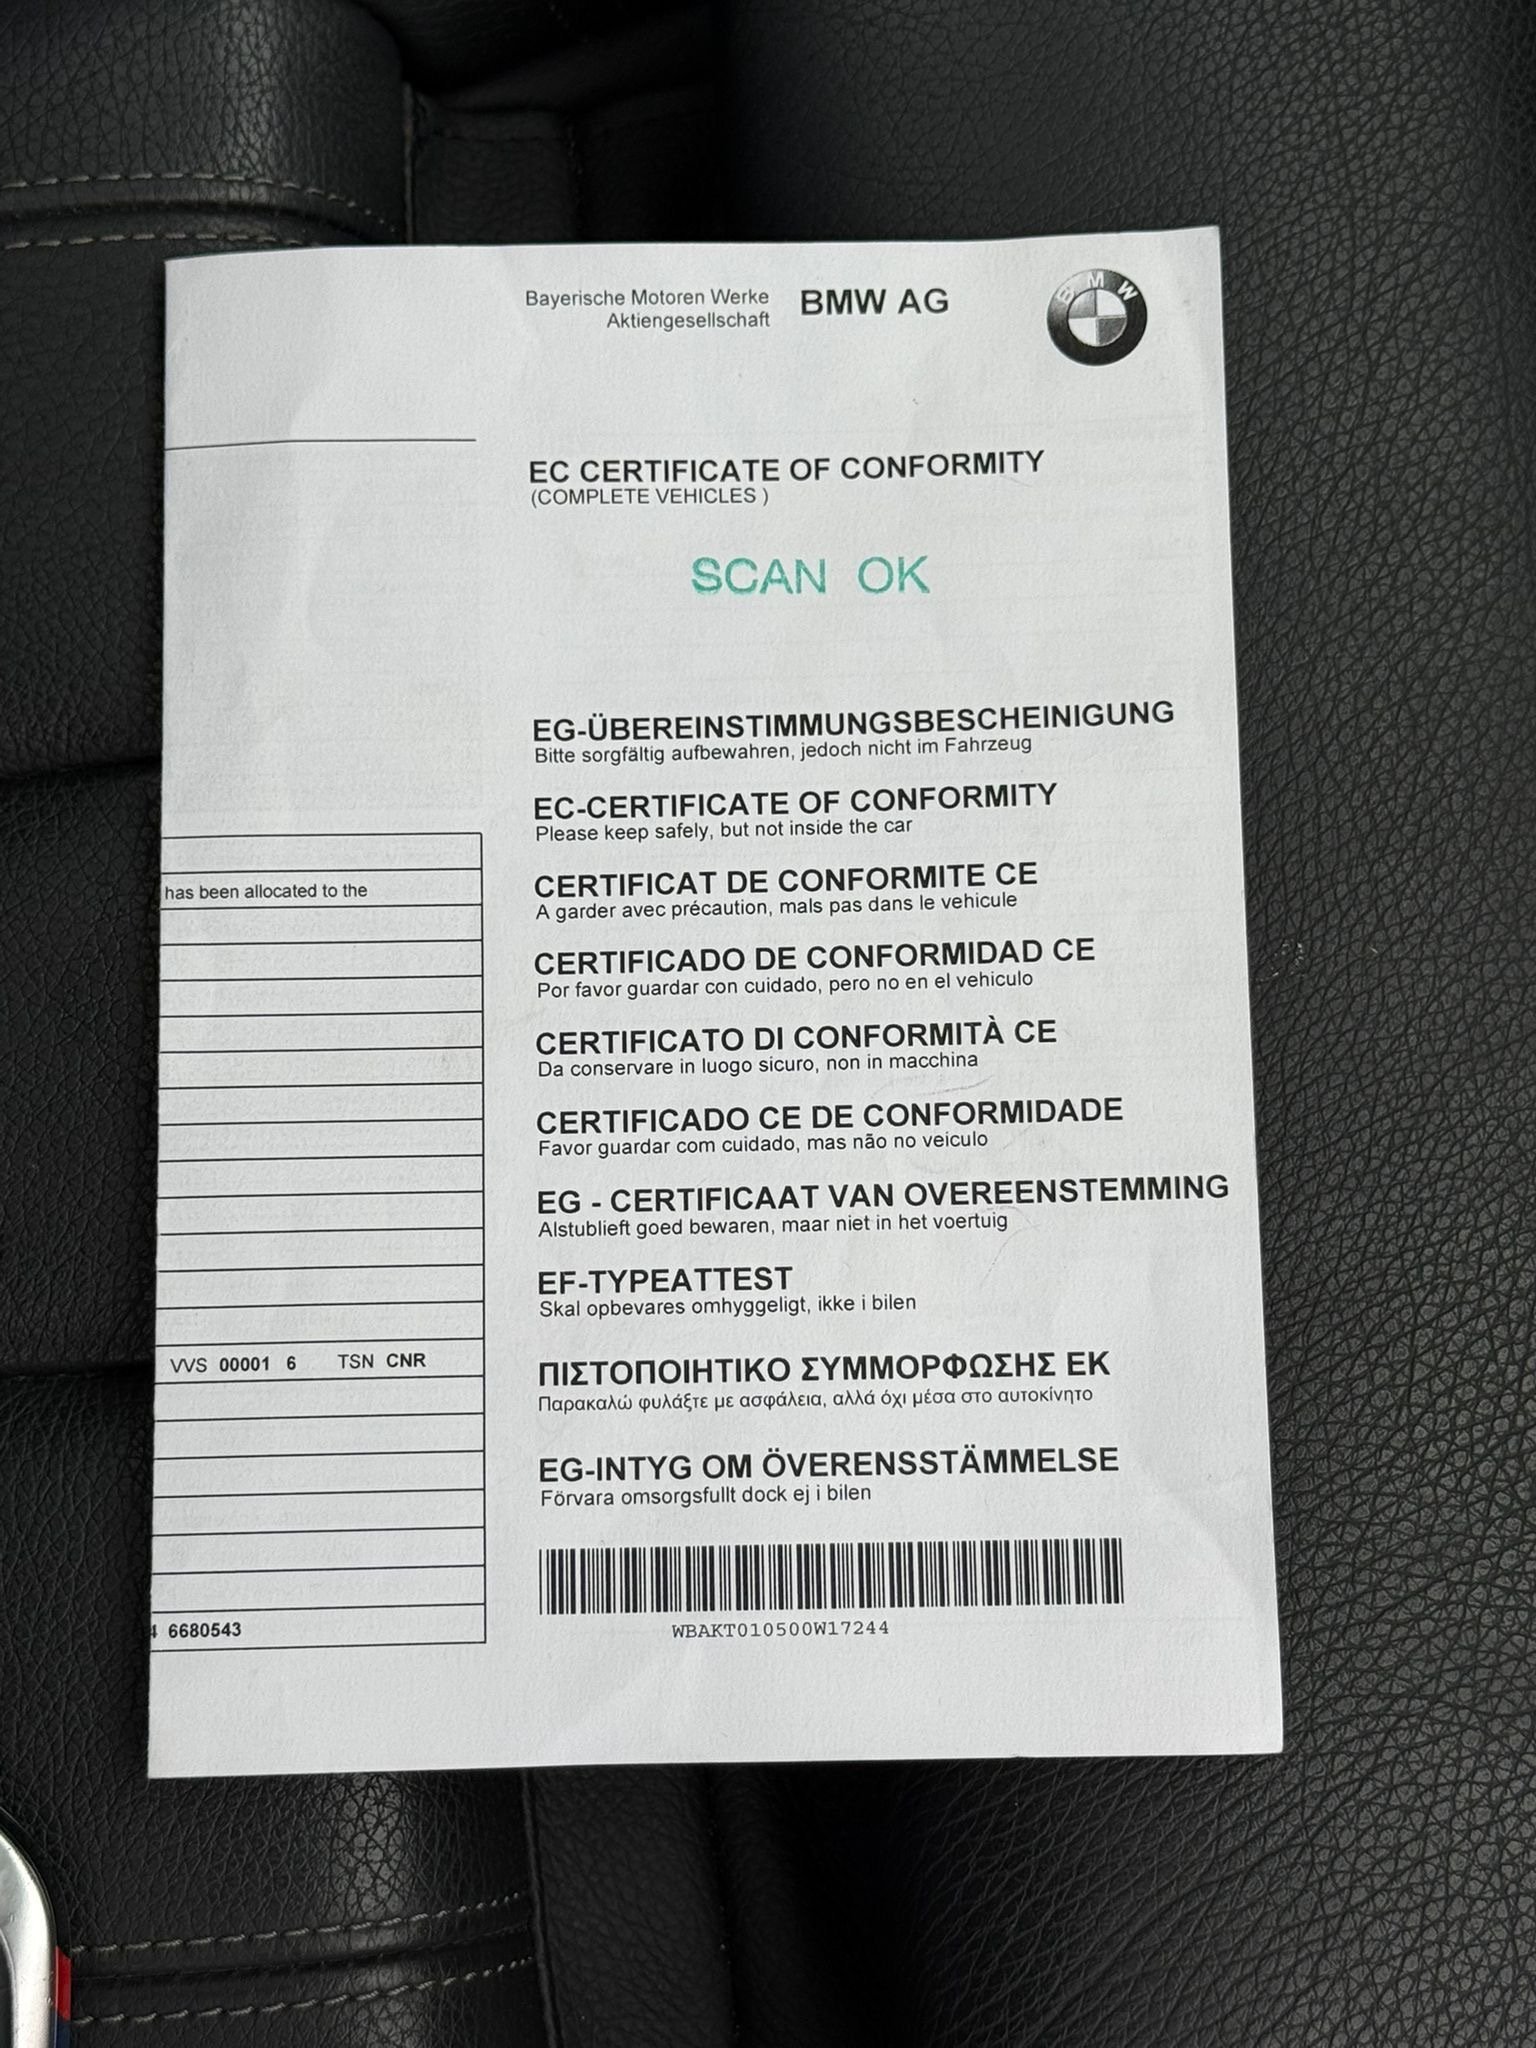 Bayerische Motoren Werke
Aktiengesellschaft
BMW AG
BMW
EC CERTIFICATE OF CONFORMITY
(COMPLETE VEHICLES )
SCAN OK
EG-ÜBEREINSTIMMUNGSBESCHEINIGUNG
Bitte sorgfältig aufbewahren, jedoch nicht im Fahrzeug
EC-CERTIFICATE OF CONFORMITY
Please keep safely, but not inside the car
CERTIFICAT DE CONFORMITE CE
A garder avec précaution, mals pas dans le vehicule
CERTIFICADO DE CONFORMIDAD CE
Por favor guardar con cuidado, pero no en el vehiculo
CERTIFICATO DI CONFORMITÀ CE
Da conservare in luogo sicuro, non in macchina
CERTIFICADO CE DE CONFORMIDADE
Favor guardar com cuidado, mas não no veiculo
EG - CERTIFICAAT VAN OVEREENSTEMMING
Alstublieft goed bewaren, maar niet in het voertuig
EF-TYPEATTEST
Skal opbevares omhyggeligt, ikke i bilen
ΠΙΣΤΟΠΟΙΗΤΙΚΟ ΣΥΜΜΟΡΦΩΣΗΣ ΕΚ
Παρακαλώ φυλάξτε με ασφάλεια, αλλά όχι μέσα στο αυτοκίνητο
EG-INTYG OM ÖVERENSSTÄMMELSE
Förvara omsorgsfullt dock ej i bilen
WBAKT010500W17244
has been allocated to the
VVS 00001 6 TSN CNR
6680543